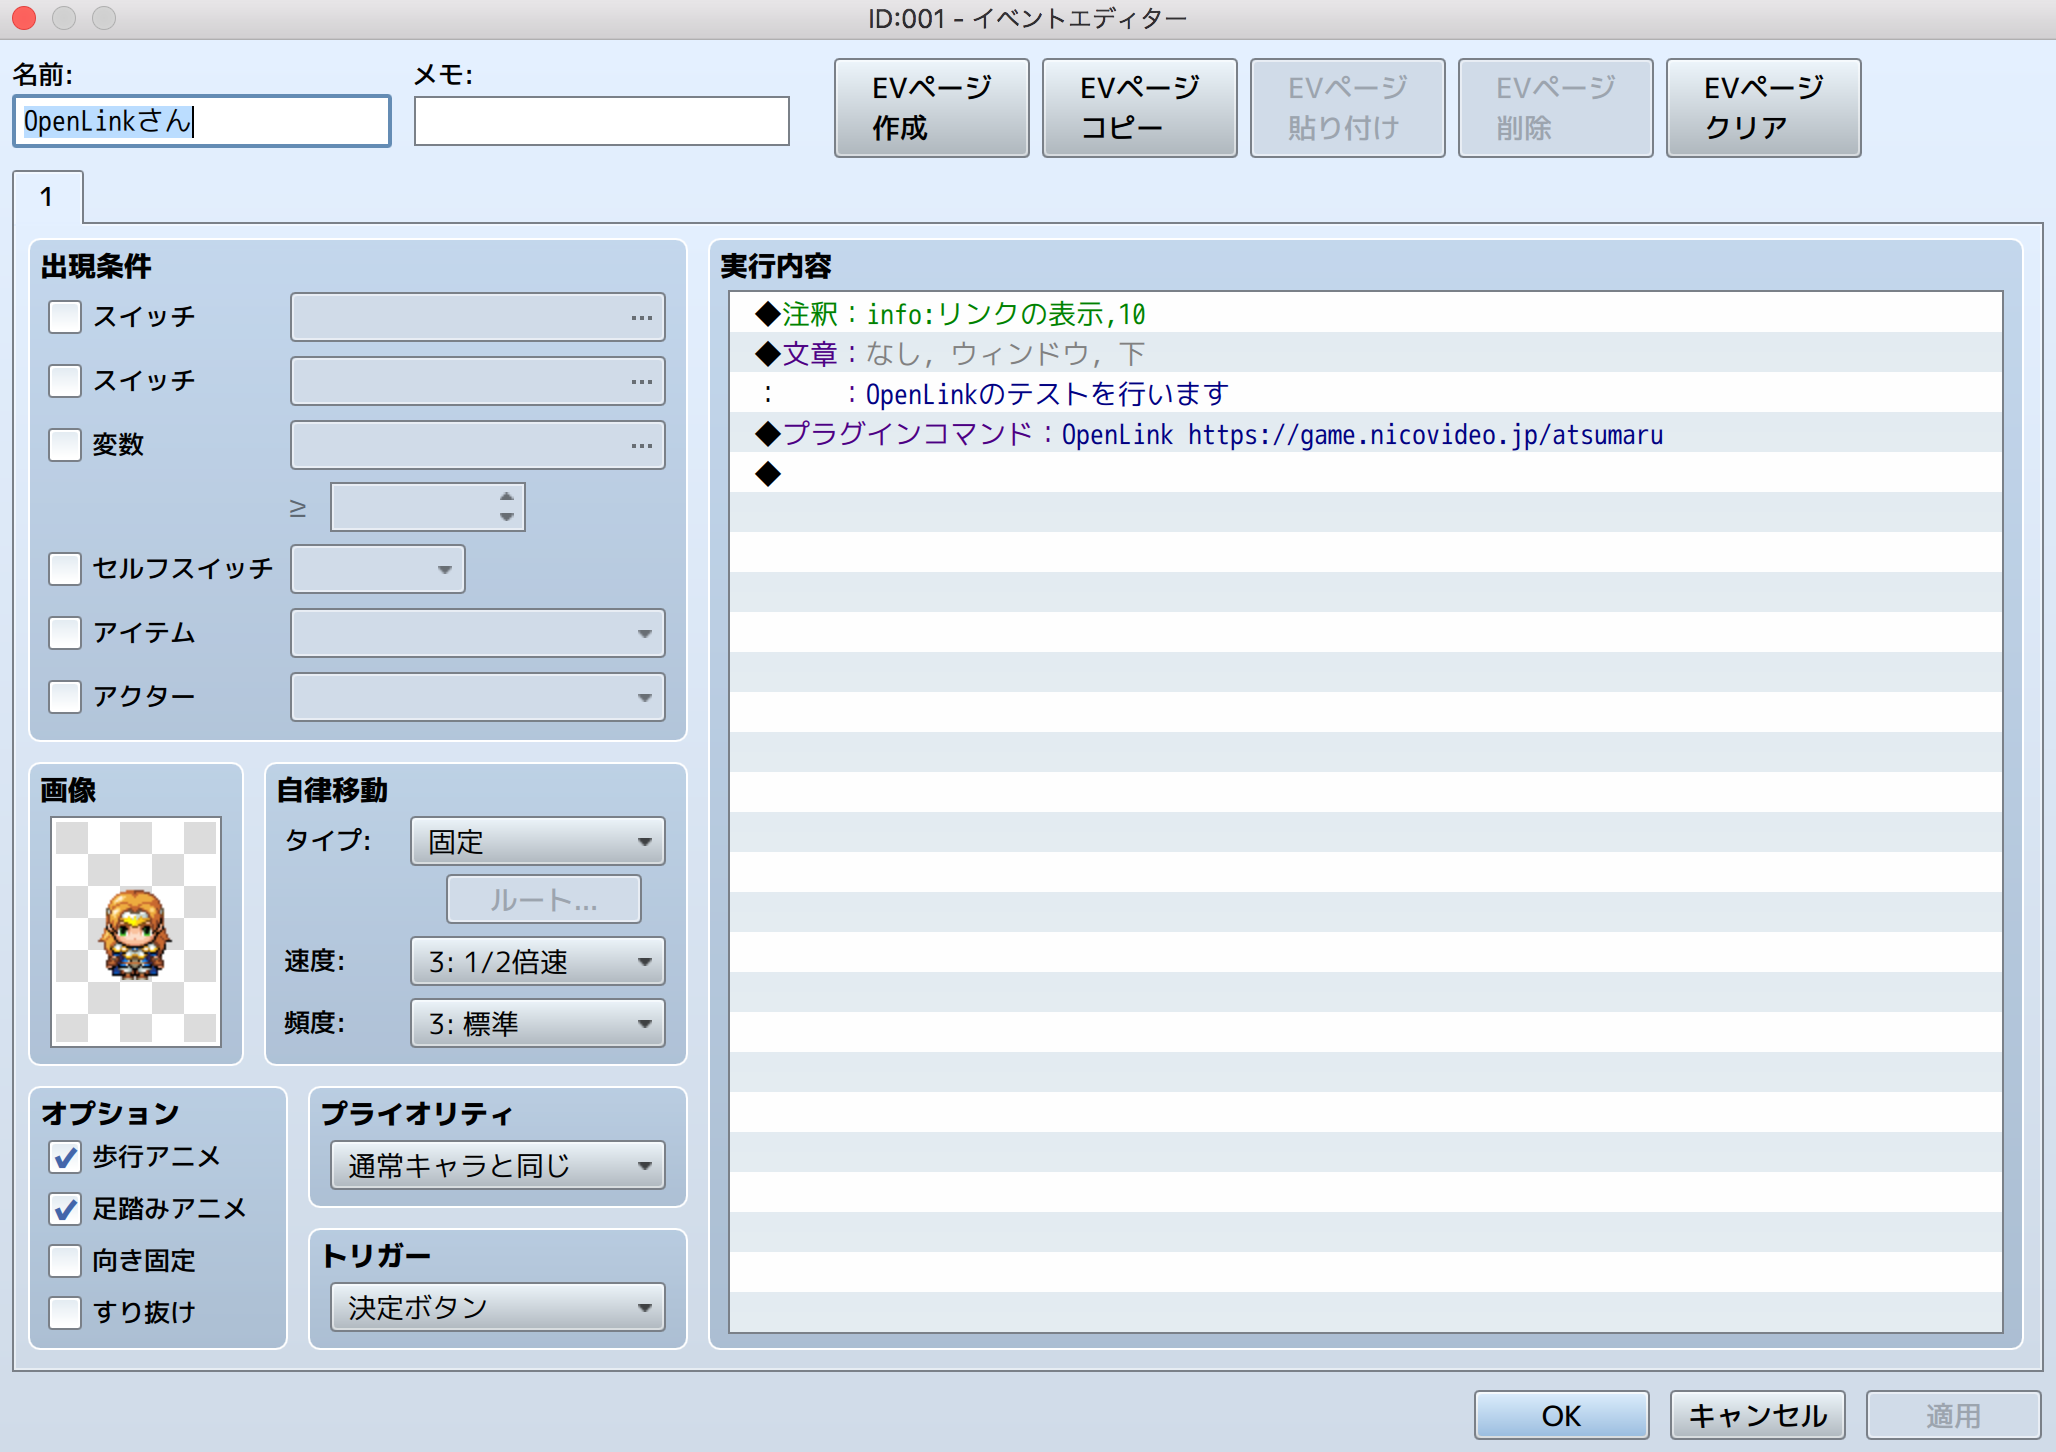 ID:001 - イベントエディター
名前:
メモ:
OpenLinkさん
EVページ
作成
EVページ
コピー
EVページ
貼り付け
EVページ
削除
EVページ
クリア
1
出現条件
スイッチ
...
スイッチ
...
変数
...
≥
セルフスイッチ
アイテム
アクター
画像
自律移動
タイプ:
固定
ルート...
速度:
3: 1/2倍速
頻度:
3: 標準
オプション
歩行アニメ
足踏みアニメ
向き固定
すり抜け
プライオリティ
通常キャラと同じ
トリガー
決定ボタン
実行内容
◆注釈：info:リンクの表示,10
◆文章：なし, ウィンドウ, 下
：　　：OpenLinkのテストを行います
◆プラグインコマンド：OpenLink https://game.nicovideo.jp/atsumaru
◆
OK
キャンセル
適用